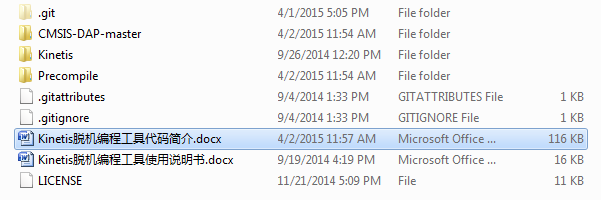 .git 4/1/2015 5:05 PM File folder
CMSIS-DAP-master 4/2/2015 11:54 AM File folder
Kinetis 9/26/2014 12:20 PM File folder
Precompile 4/2/2015 11:54 AM File folder
.gitattributes 9/4/2014 1:33 PM GITATTRIBUTES File 1 KB
.gitignore 9/4/2014 1:33 PM GITIGNORE File 1 KB
Kinetis脱机编程工具代码简介.docx 4/2/2015 11:57 AM Microsoft Office ... 116 KB
Kinetis脱机编程工具使用说明书.docx 9/19/2014 4:19 PM Microsoft Office ... 16 KB
LICENSE 11/21/2014 5:09 PM File 11 KB